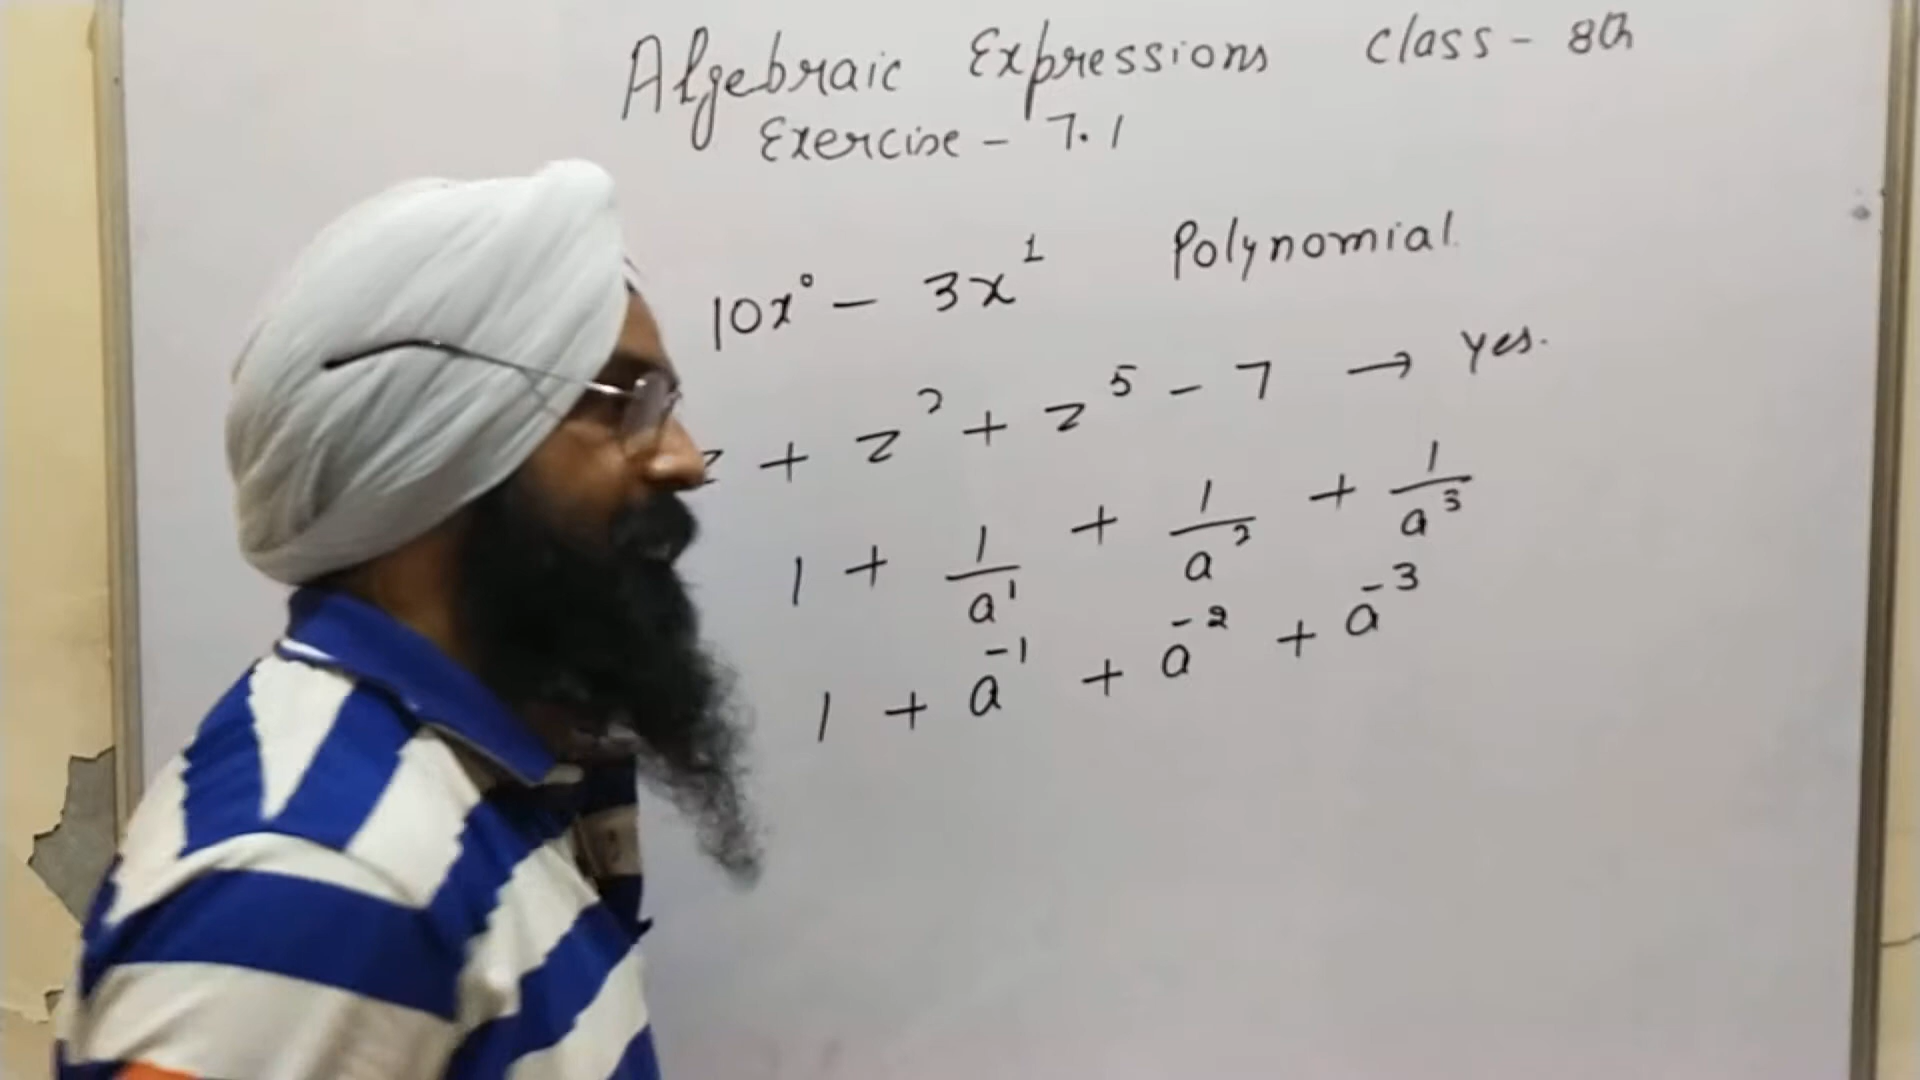 Algebraic Expressions class - 8th
Exercise - 7.1
10x⁰ - 3x¹ Polynomial
z + z² + z⁵ - 7 → yes.
1 + 1/a¹ + 1/a² + 1/a³
1 + a⁻¹ + a⁻² + a⁻³